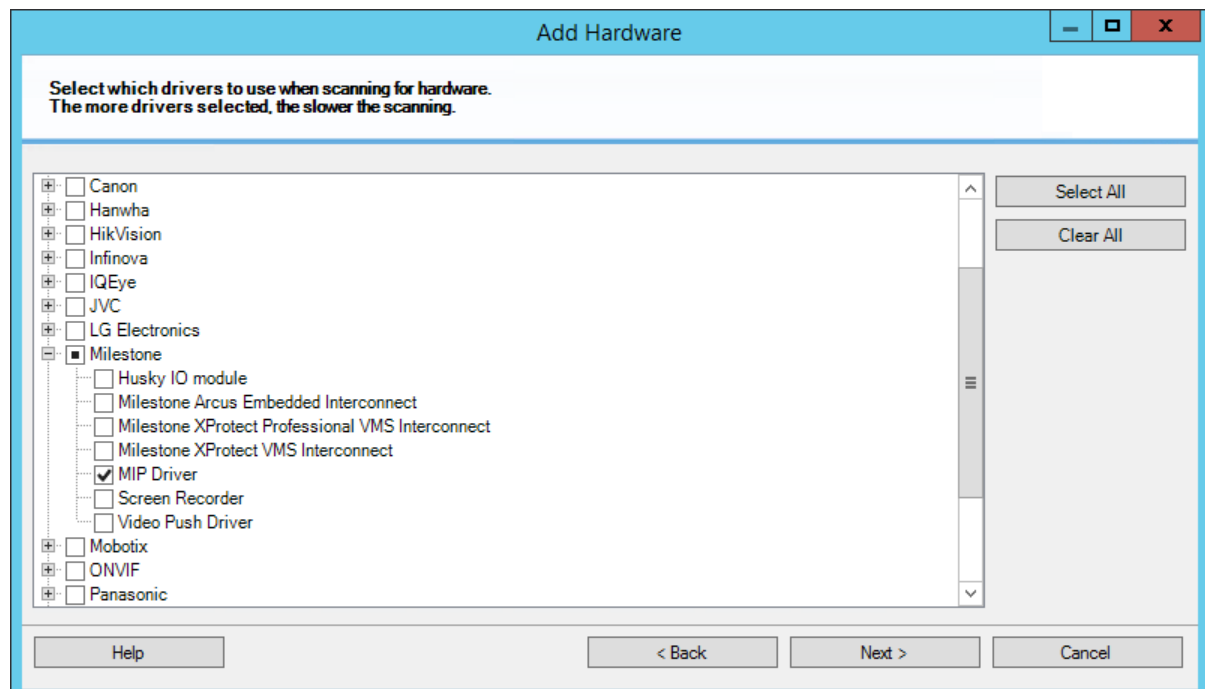 Add Hardware
Select which drivers to use when scanning for hardware.
The more drivers selected, the slower the scanning.
Canon
Hanwha
HikVision
Infinova
IQEye
JVC
LG Electronics
Milestone
Husky IO module
Milestone Arcus Embedded Interconnect
Milestone XProtect Professional VMS Interconnect
Milestone XProtect VMS Interconnect
MIP Driver
Screen Recorder
Video Push Driver
Mobotix
ONVIF
Panasonic
Select All
Clear All
Help
< Back
Next >
Cancel